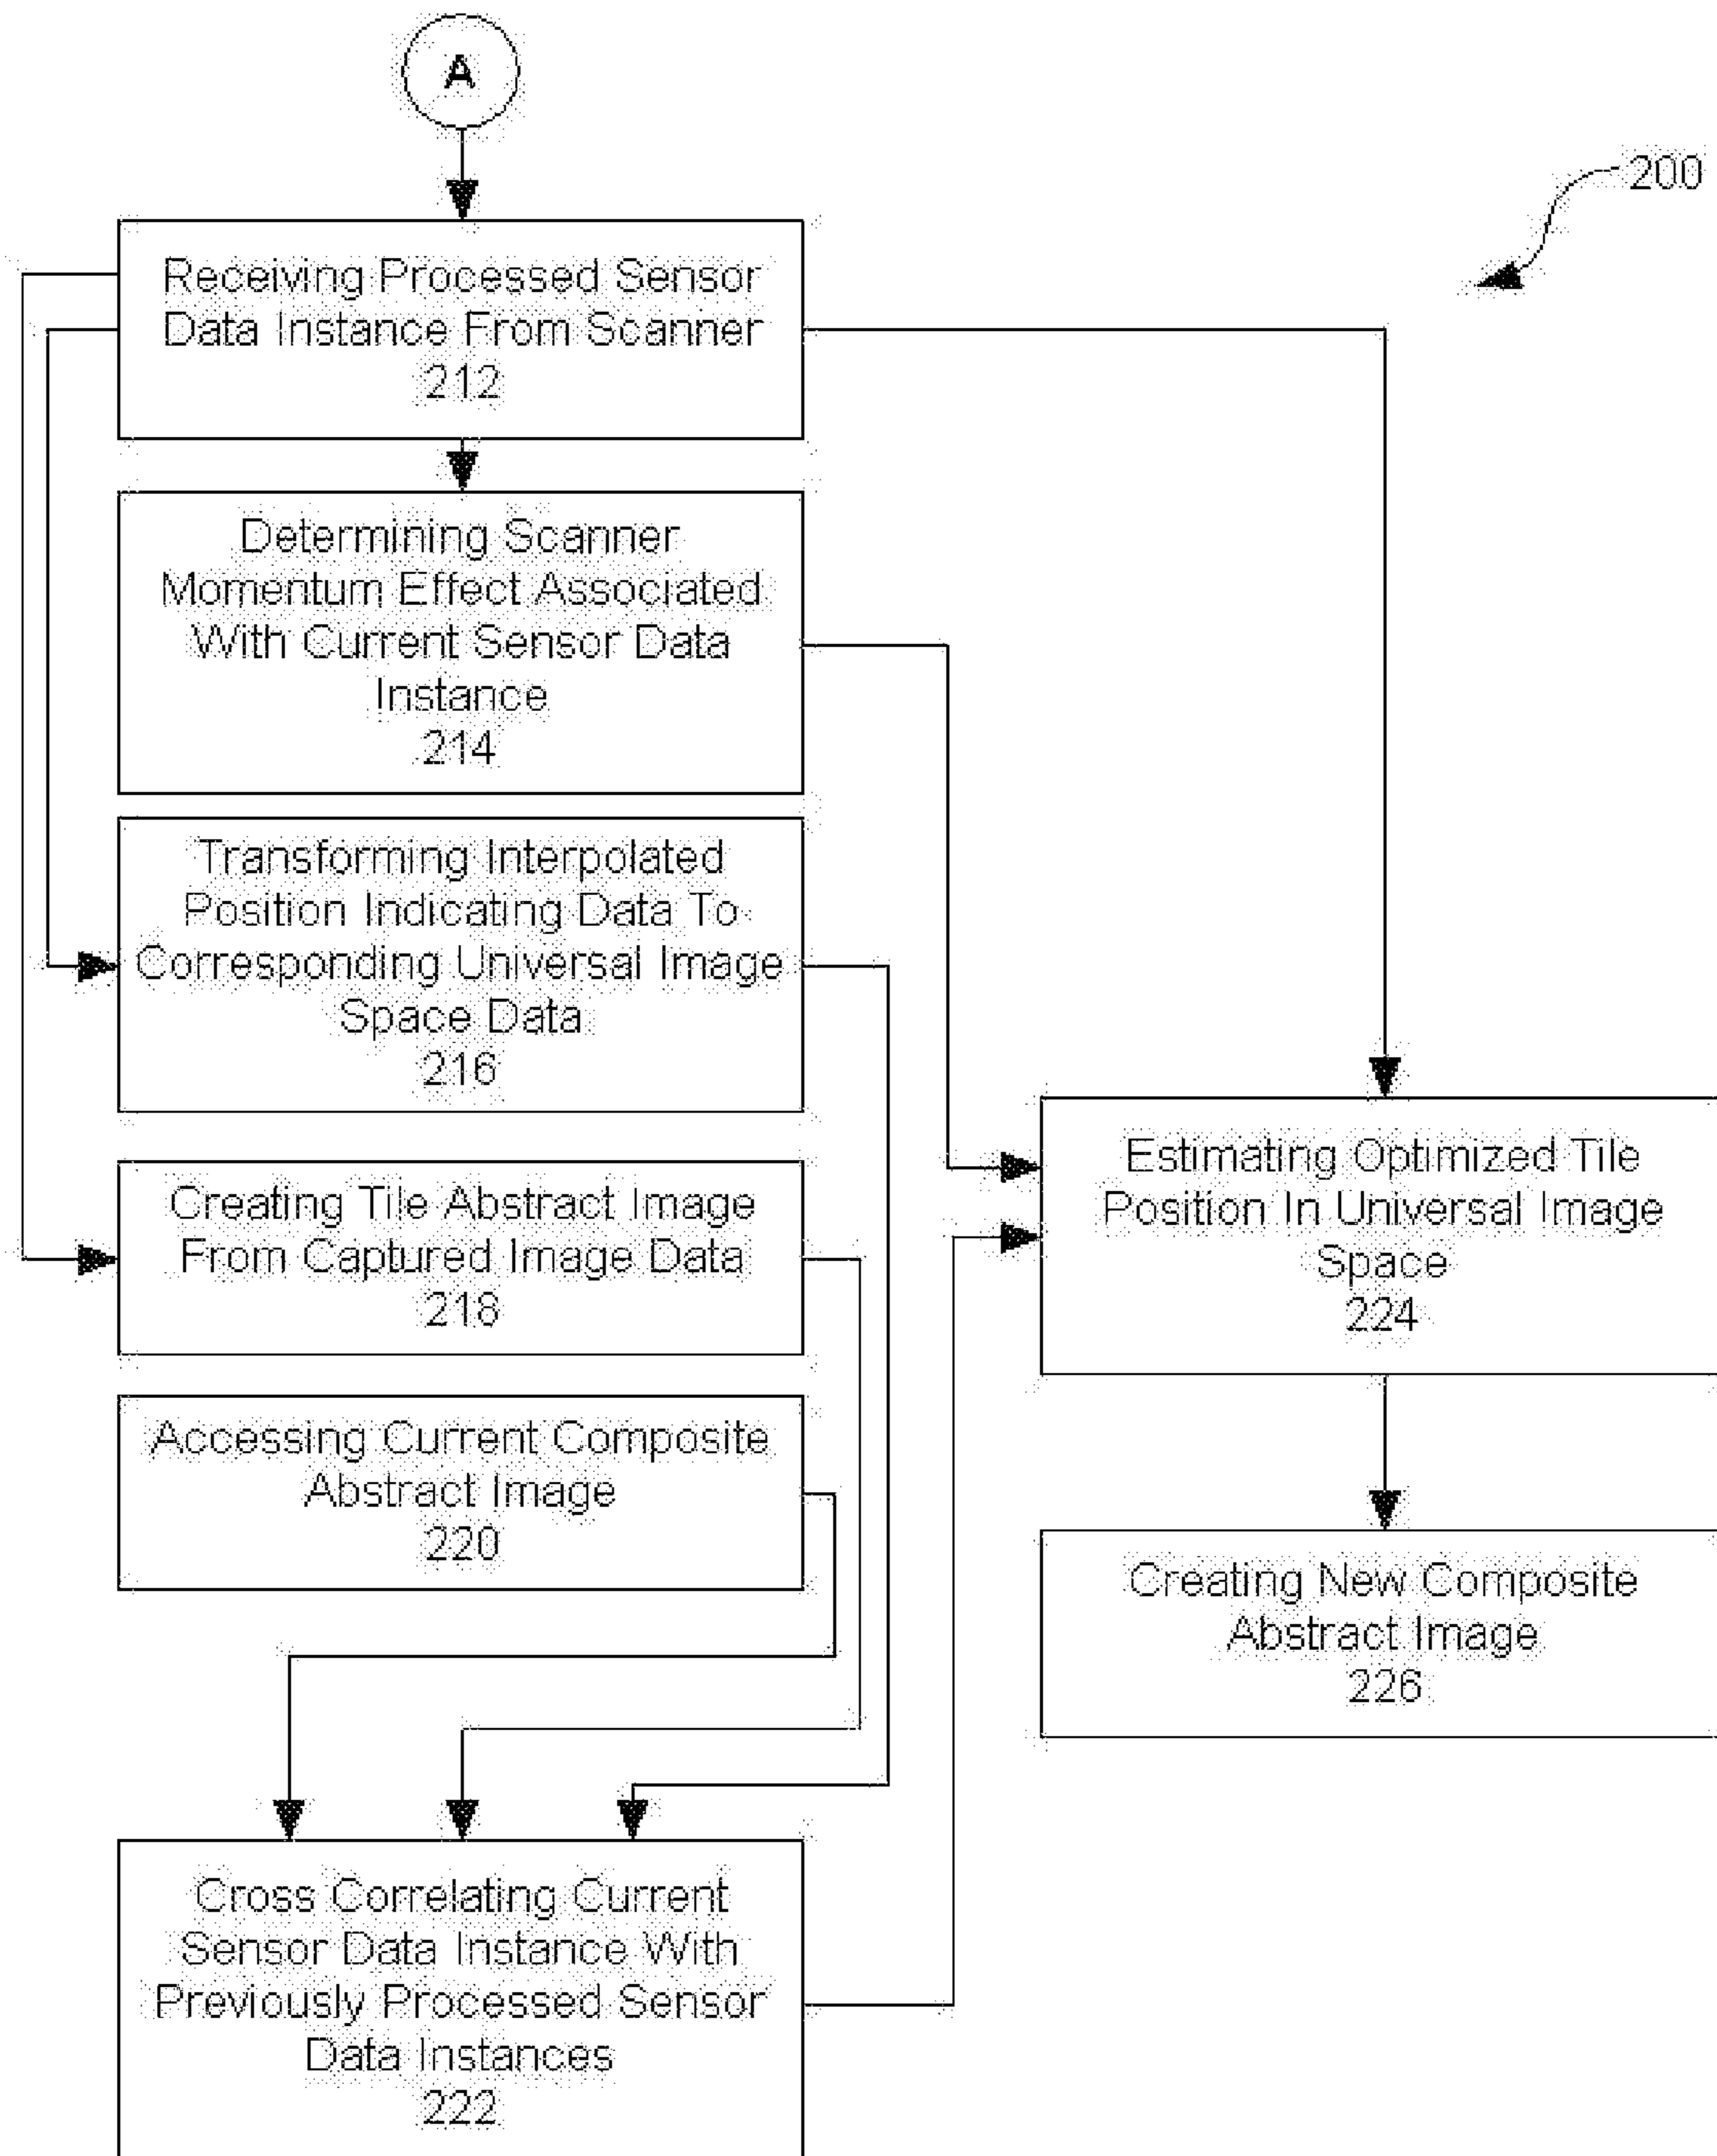 A
200
Receiving Processed Sensor
Data Instance From Scanner
212
Determining Scanner
Momentum Effect Associated
With Current Sensor Data
Instance
214
Transforming Interpolated
Position Indicating Data To
Corresponding Universal Image
Space Data
216
Creating Tile Abstract Image
From Captured Image Data
218
Accessing Current Composite
Abstract Image
220
Cross Correlating Current
Sensor Data Instance With
Previously Processed Sensor
Data Instances
222
Estimating Optimized Tile
Position In Universal Image
Space
224
Creating New Composite
Abstract Image
226